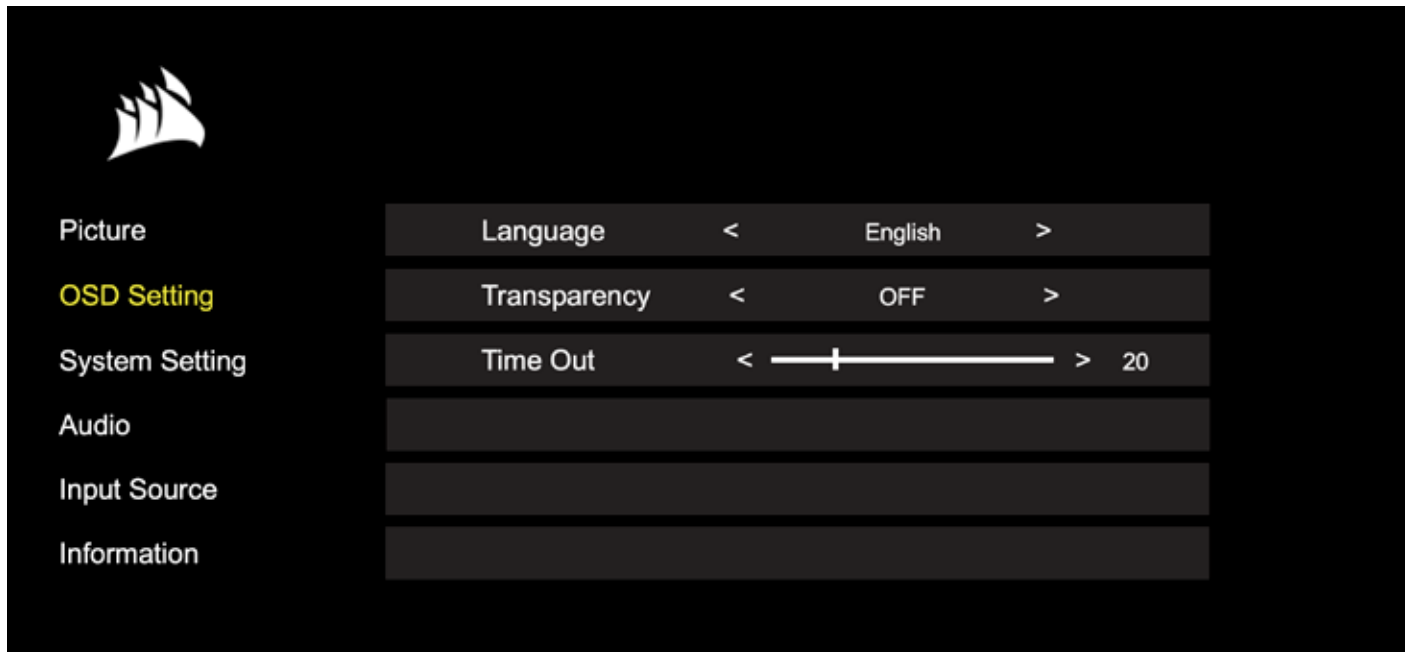 Picture Language < English >
OSD Setting Transparency < OFF >
System Setting Time Out < > 20
Audio
Input Source
Information